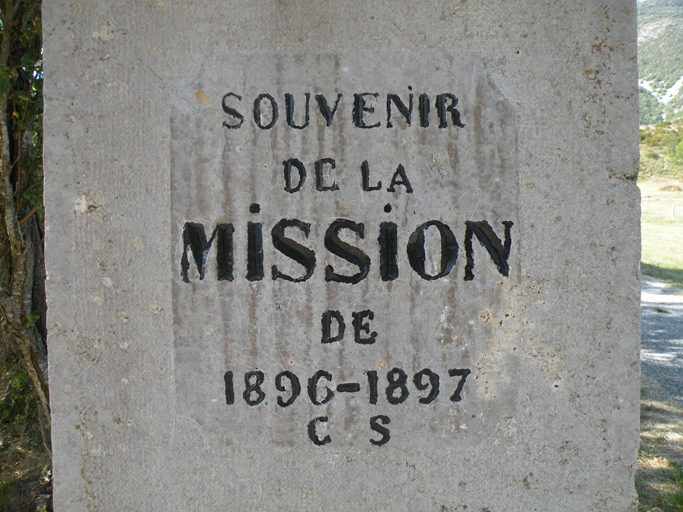 SOUVENIR
DE LA
MISSION
DE
1896-1897
C S